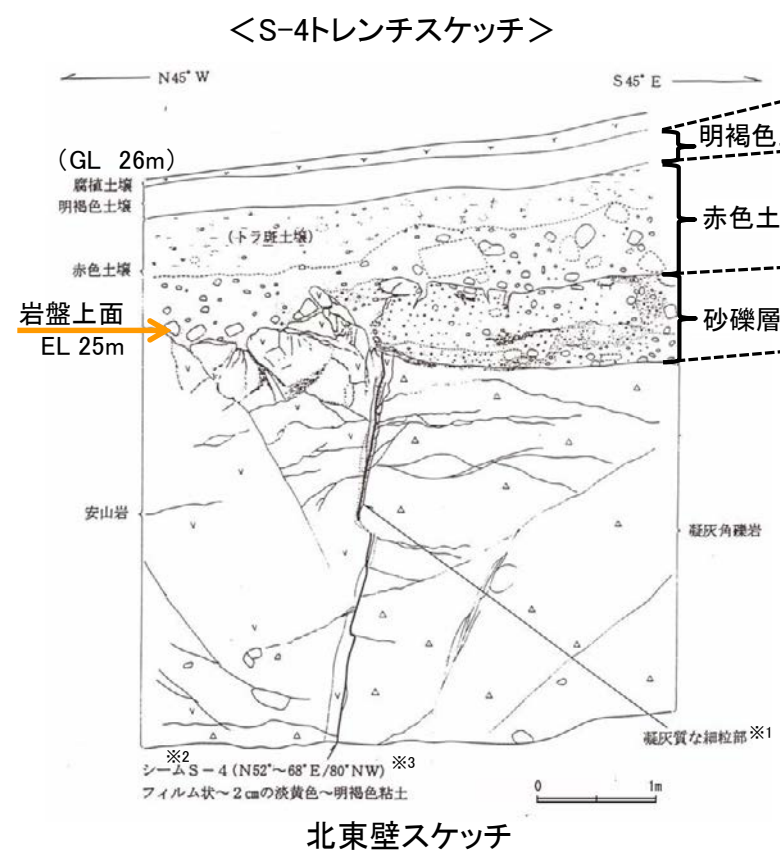 ＜S-4トレンチスケッチ＞
N45°W
S45°E
(GL 26m)
明褐色
腐植土壌
明褐色土壌
赤色土
(トラ斑土壌)
赤色土壌
岩盤上面
EL 25m
砂礫層
安山岩
凝灰角礫岩
凝灰質な細粒部 ※1
※2
※3
シームS－4 (N52°～68°E/80°NW)
フィルム状～2cmの淡黄色～明褐色粘土
0
1m
北東壁スケッチ